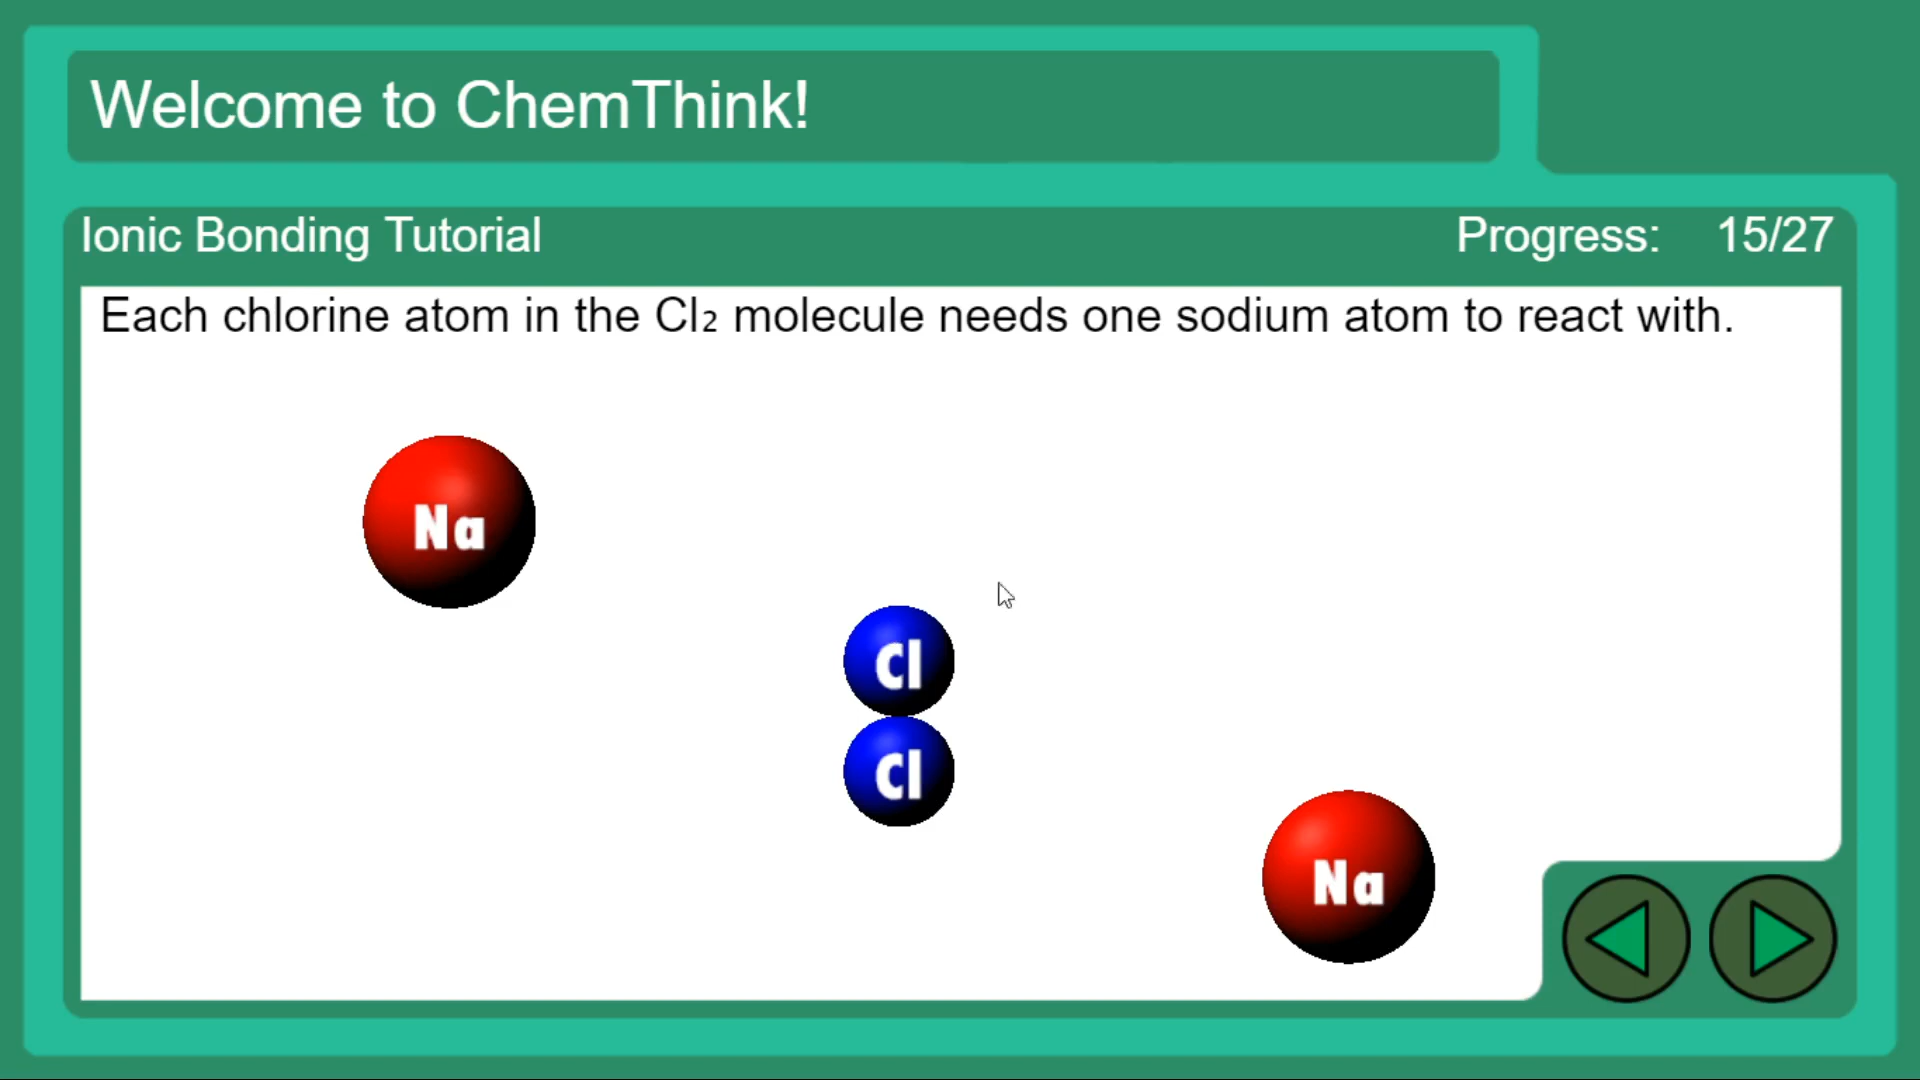 Welcome to ChemThink!
Ionic Bonding Tutorial Progress: 15/27
Each chlorine atom in the Cl₂ molecule needs one sodium atom to react with.
Na
Cl
Cl
Na